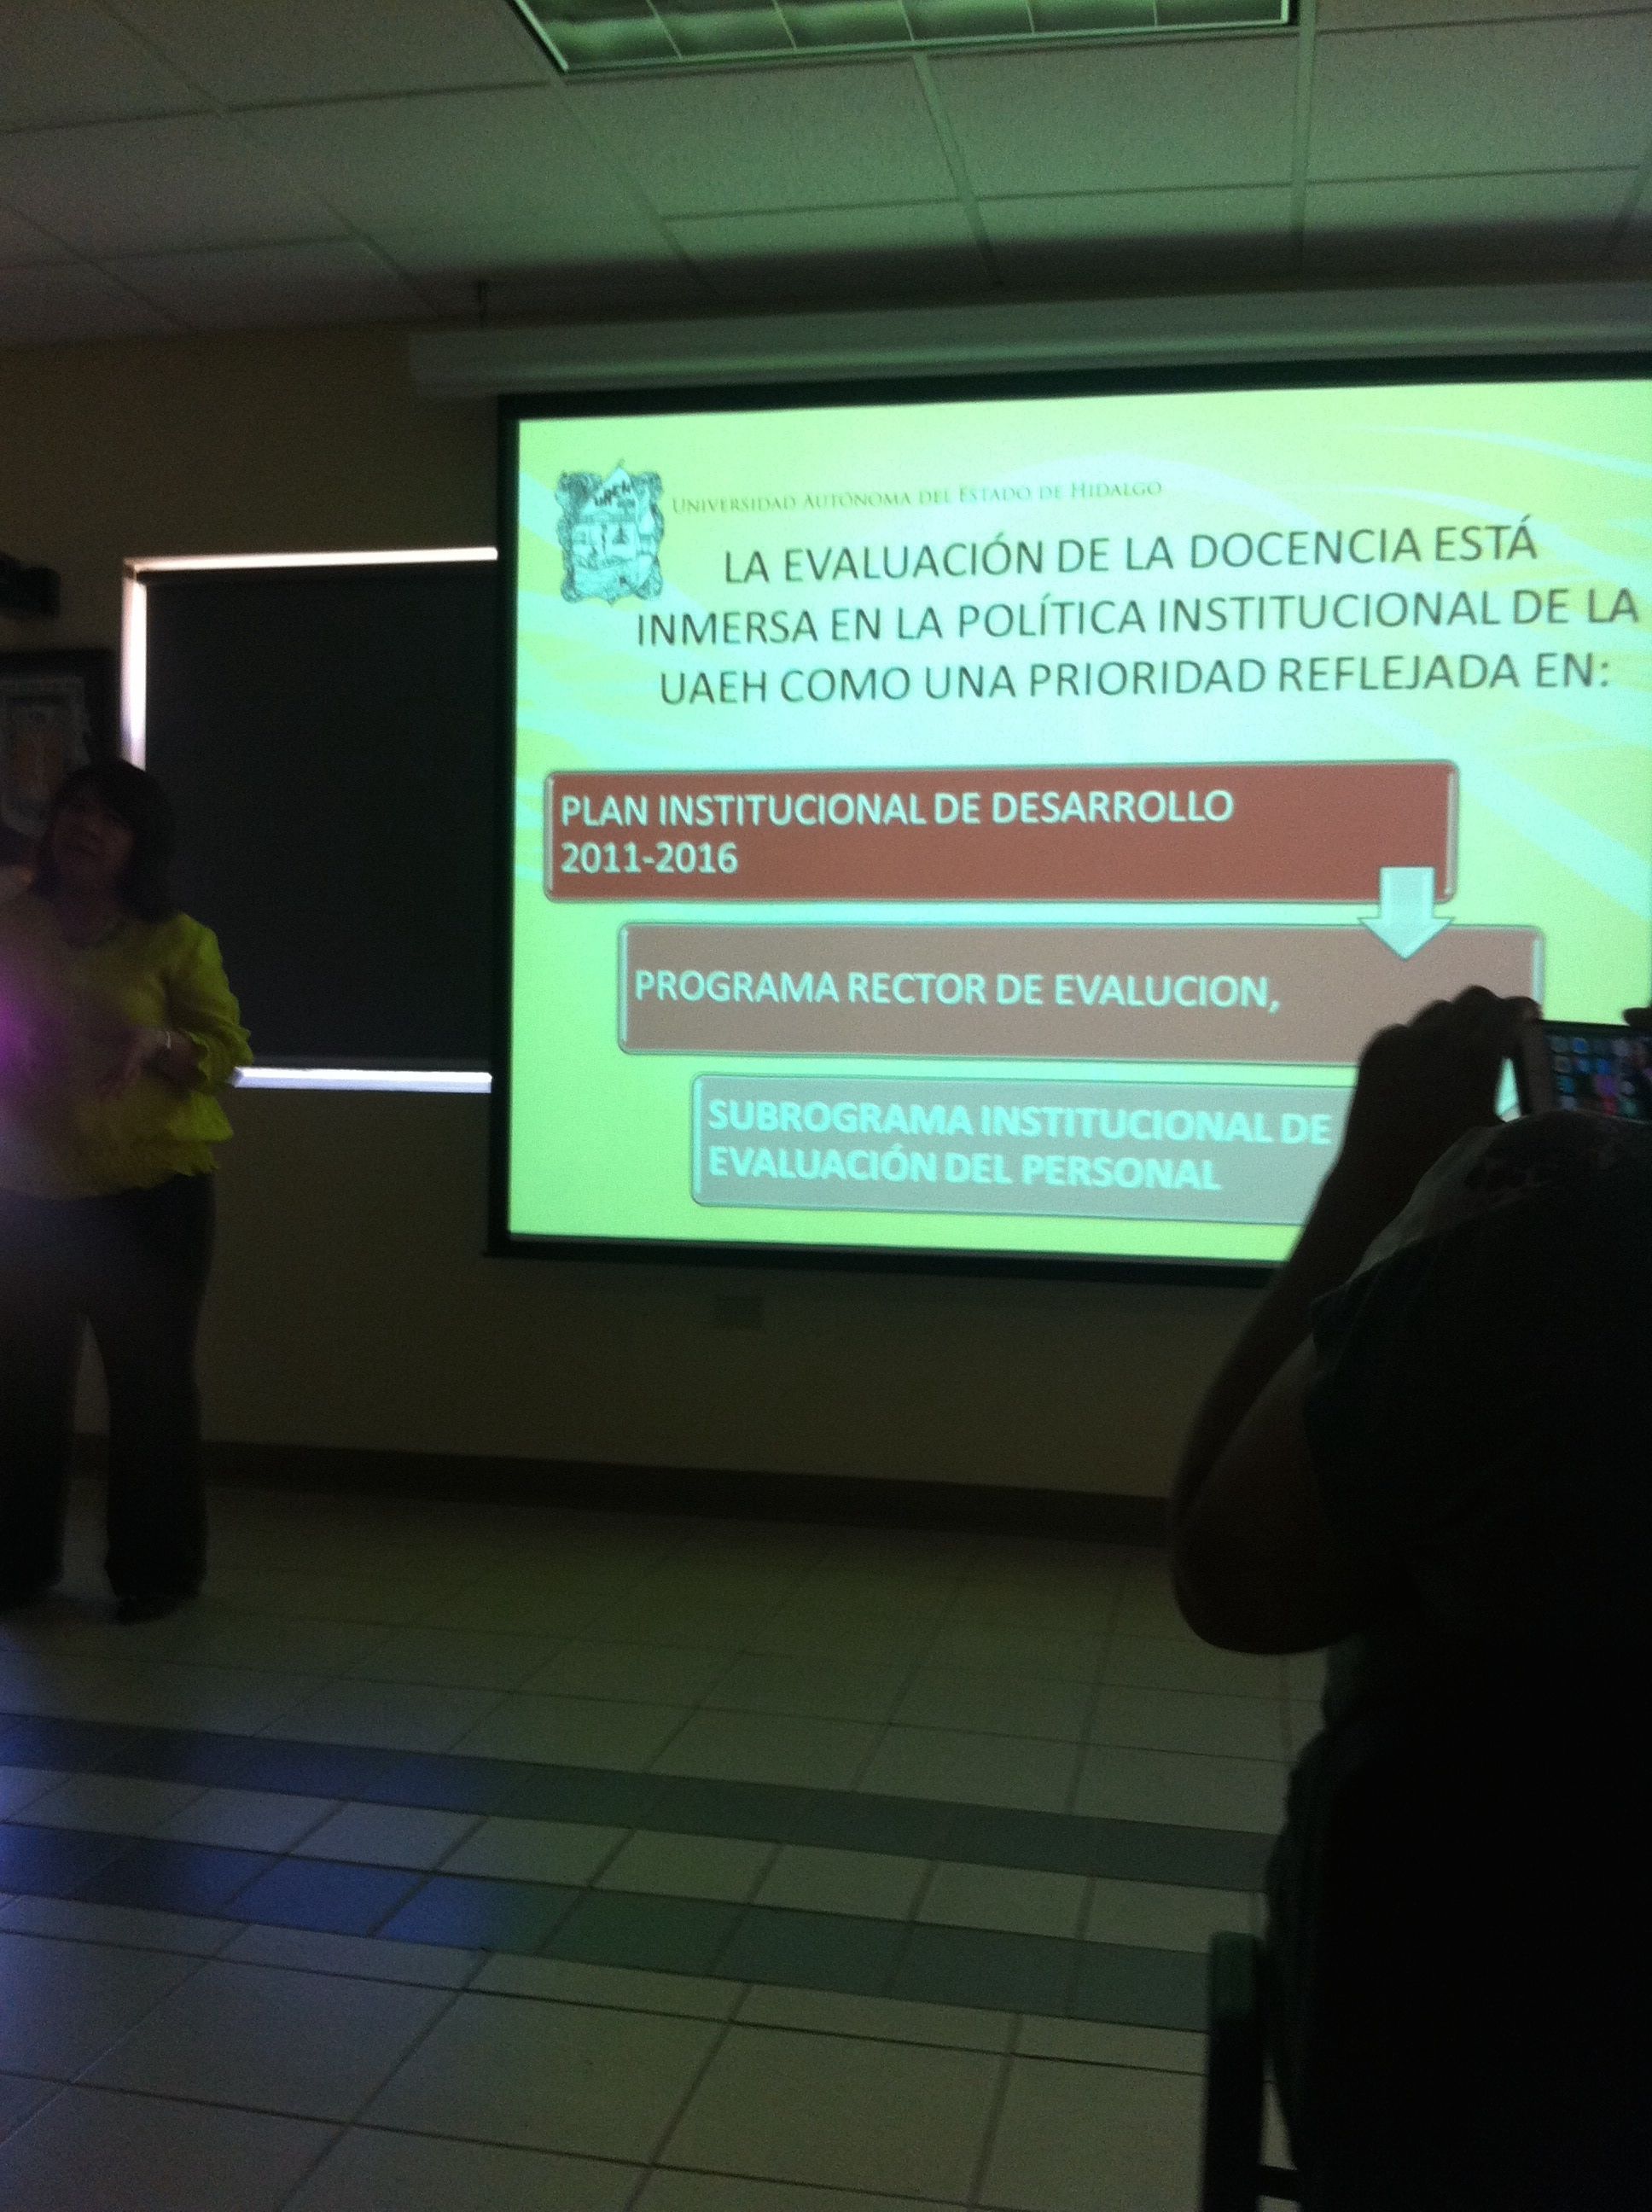 UNIVERSIDAD AUTÓNOMA DEL ESTADO DE HIDALGO
LA EVALUACIÓN DE LA DOCENCIA ESTÁ
INMERSA EN LA POLÍTICA INSTITUCIONAL DE LA
UAEH COMO UNA PRIORIDAD REFLEJADA EN:
PLAN INSTITUCIONAL DE DESARROLLO
2011-2016
PROGRAMA RECTOR DE EVALUCION,
SUBROGRAMA INSTITUCIONAL DE
EVALUACIÓN DEL PERSONAL